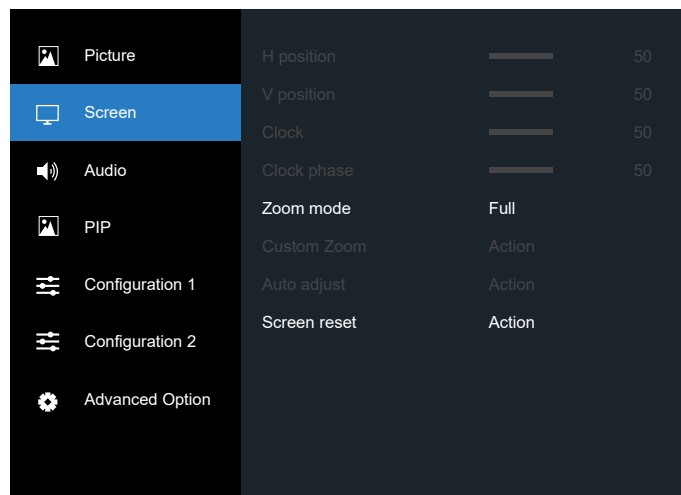 Picture
Screen
Audio
PIP
Configuration 1
Configuration 2
Advanced Option
H position 50
V position 50
Clock 50
Clock phase 50
Zoom mode Full
Custom Zoom Action
Auto adjust Action
Screen reset Action